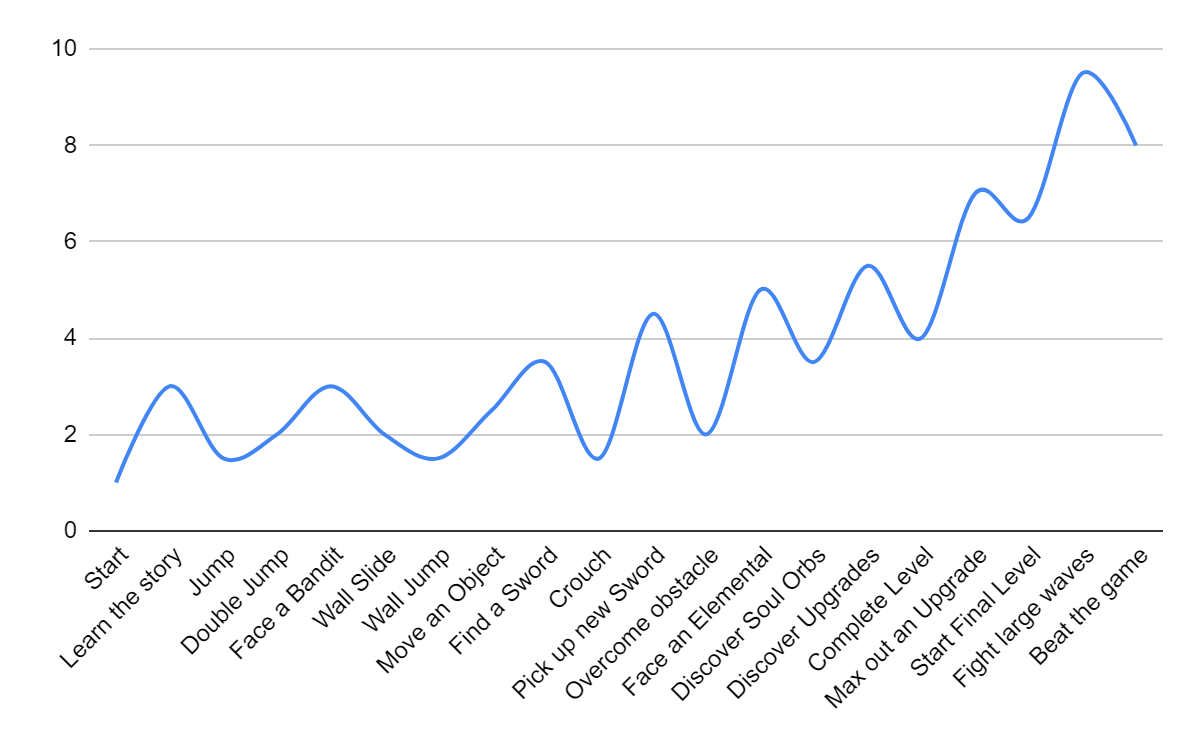 10
8
6
4
2
0
Start
Learn the story
Jump
Double Jump
Face a Bandit
Wall Slide
Wall Jump
Move an Object
Find a Sword
Crouch
Pick up new Sword
Overcome obstacle
Face an Elemental
Discover Soul Orbs
Discover Upgrades
Complete Level
Max out an Upgrade
Start Final Level
Fight large waves
Beat the game